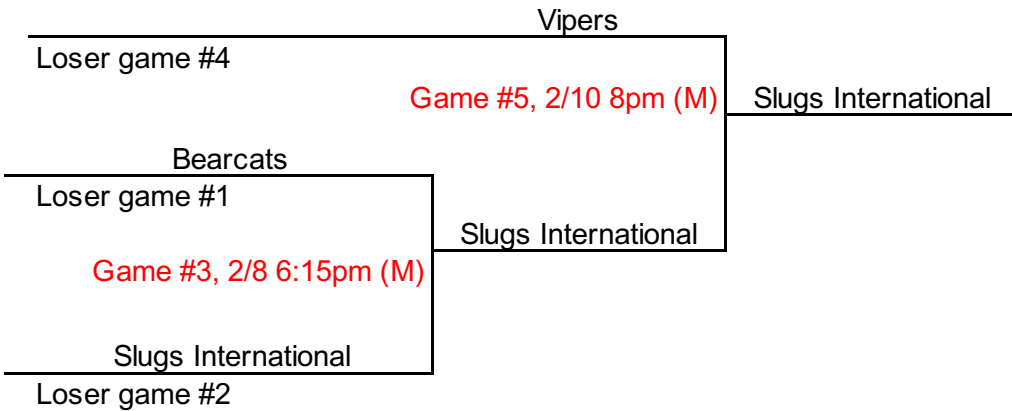 Vipers
Loser game #4
Game #5, 2/10 8pm (M)
Slugs International
Bearcats
Loser game #1
Slugs International
Game #3, 2/8 6:15pm (M)
Slugs International
Loser game #2